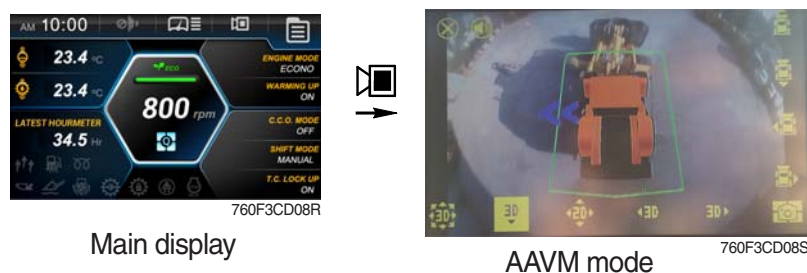 AM 10:00
23.4 °C
23.4 °C
LATEST HOURMETER
34.5 Hr
eco
800 rpm
ENGINE MODE
ECONO
WARMING UP
ON
C.C.O. MODE
OFF
SHIFT MODE
MANUAL
T.C. LOCK UP
ON
760F3CD08R
Main display
3D
3D
2D
3D
3D
760F3CD08S
AAVM mode